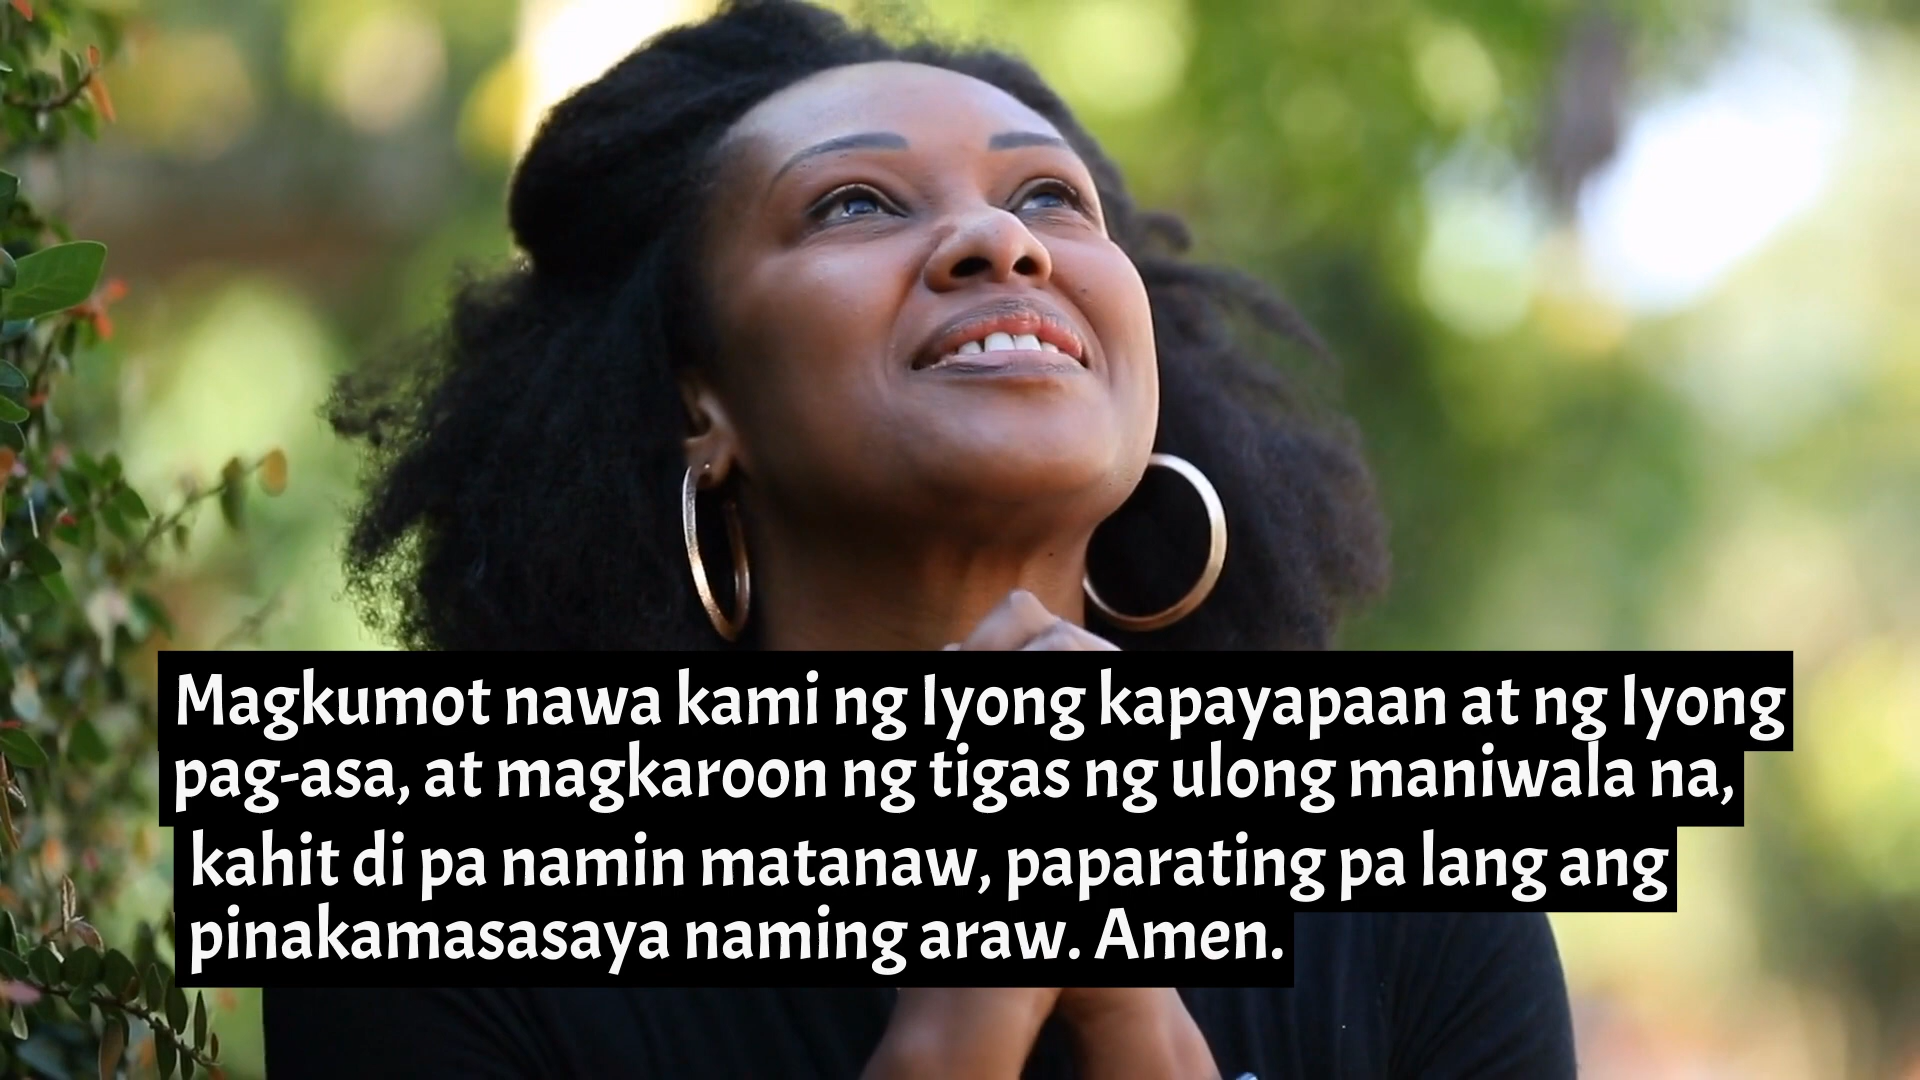 Magkumot nawa kami ng Iyong kapayapaan at ng Iyong
pag-asa, at magkaroon ng tigas ng ulong maniwala na,
kahit di pa namin matanaw, paparating pa lang ang
pinakamasasaya naming araw. Amen.